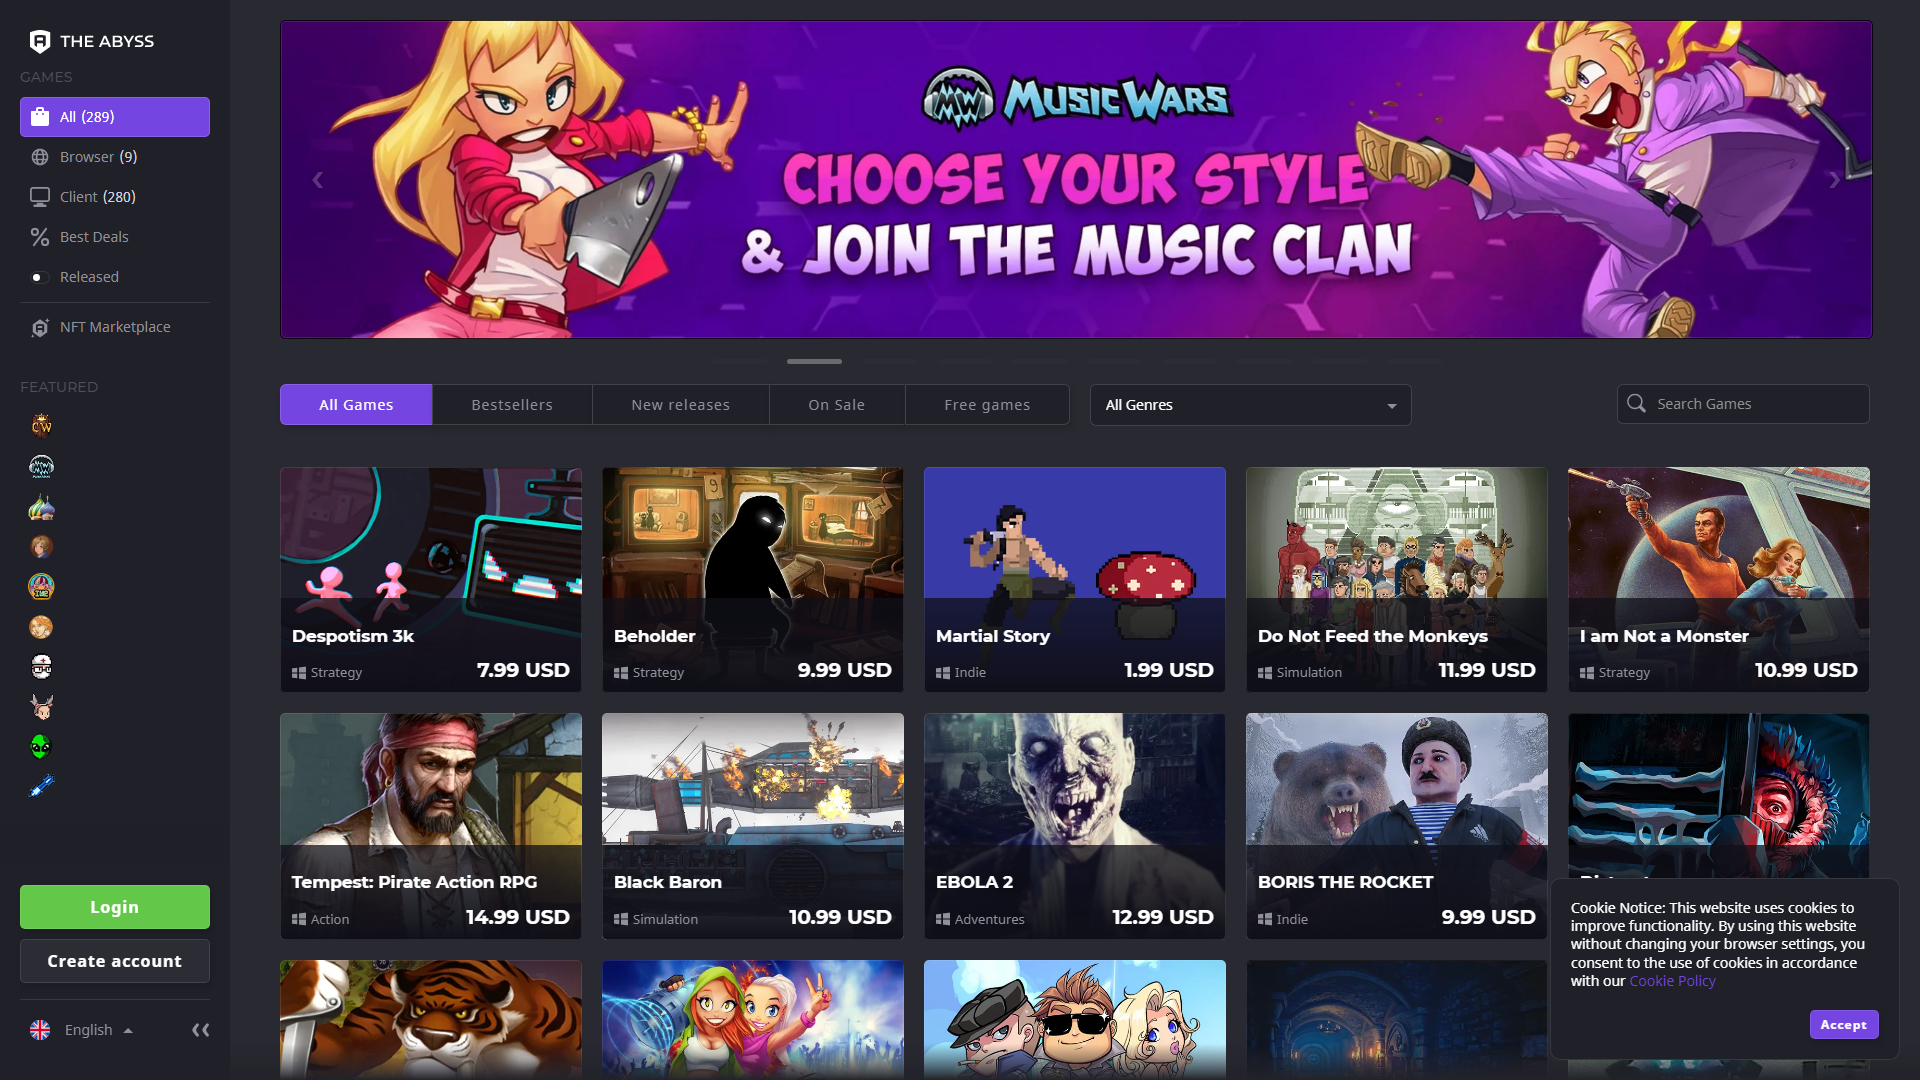 THE ABYSS
GAMES
All (289)
Browser (9)
Client (280)
Best Deals
Released
NFT Marketplace
FEATURED
Login
Create account
English
MUSIC WARS
CHOOSE YOUR STYLE
& JOIN THE MUSIC CLAN
All Games
Bestsellers
New releases
On Sale
Free games
All Genres
Search Games
Despotism 3k
Strategy
7.99 USD
Beholder
Strategy
9.99 USD
Martial Story
Indie
1.99 USD
Do Not Feed the Monkeys
Simulation
11.99 USD
I am Not a Monster
Strategy
10.99 USD
Tempest: Pirate Action RPG
Action
14.99 USD
Black Baron
Simulation
10.99 USD
EBOLA 2
Adventures
12.99 USD
BORIS THE ROCKET
Indie
9.99 USD
Cookie Notice: This website uses cookies to
improve functionality. By using this website
without changing your browser settings, you
consent to the use of cookies in accordance
with our Cookie Policy
Accept